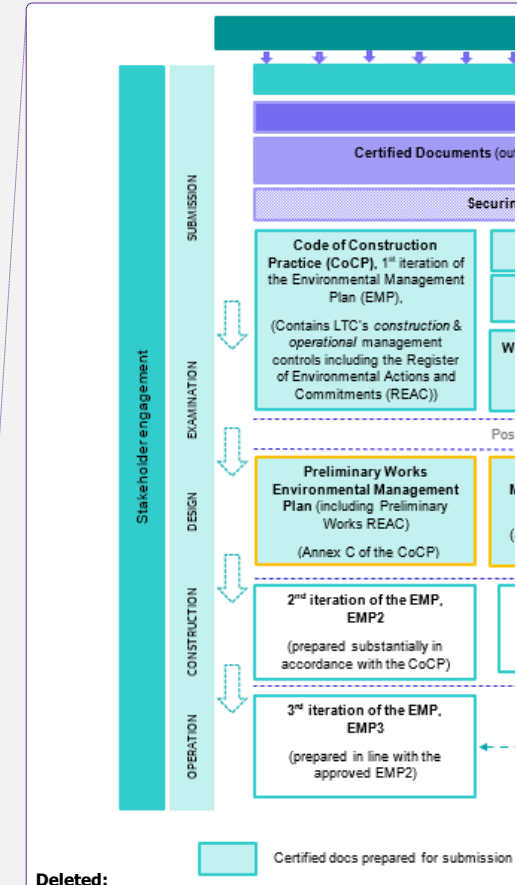 Certified Documents (ou
Securin
Stakeholder engagement
SUBMISSION
EXAMINATION
DESIGN
CONSTRUCTION
OPERATION
Code of Construction
Practice (CoCP), 1st iteration of
the Environmental Management
Plan (EMP),
(Contains LTC's construction &
operational management
controls including the Register
of Environmental Actions and
Commitments (REAC))
W
Pos
Preliminary Works
Environmental Management
Plan (including Preliminary
Works REAC)
(Annex C of the CoCP)
M
(
2nd iteration of the EMP,
EMP2
(prepared substantially in
accordance with the CoCP)
3rd iteration of the EMP,
EMP3
(prepared in line with the
approved EMP2)
Certified docs prepared for submission
Deleted: